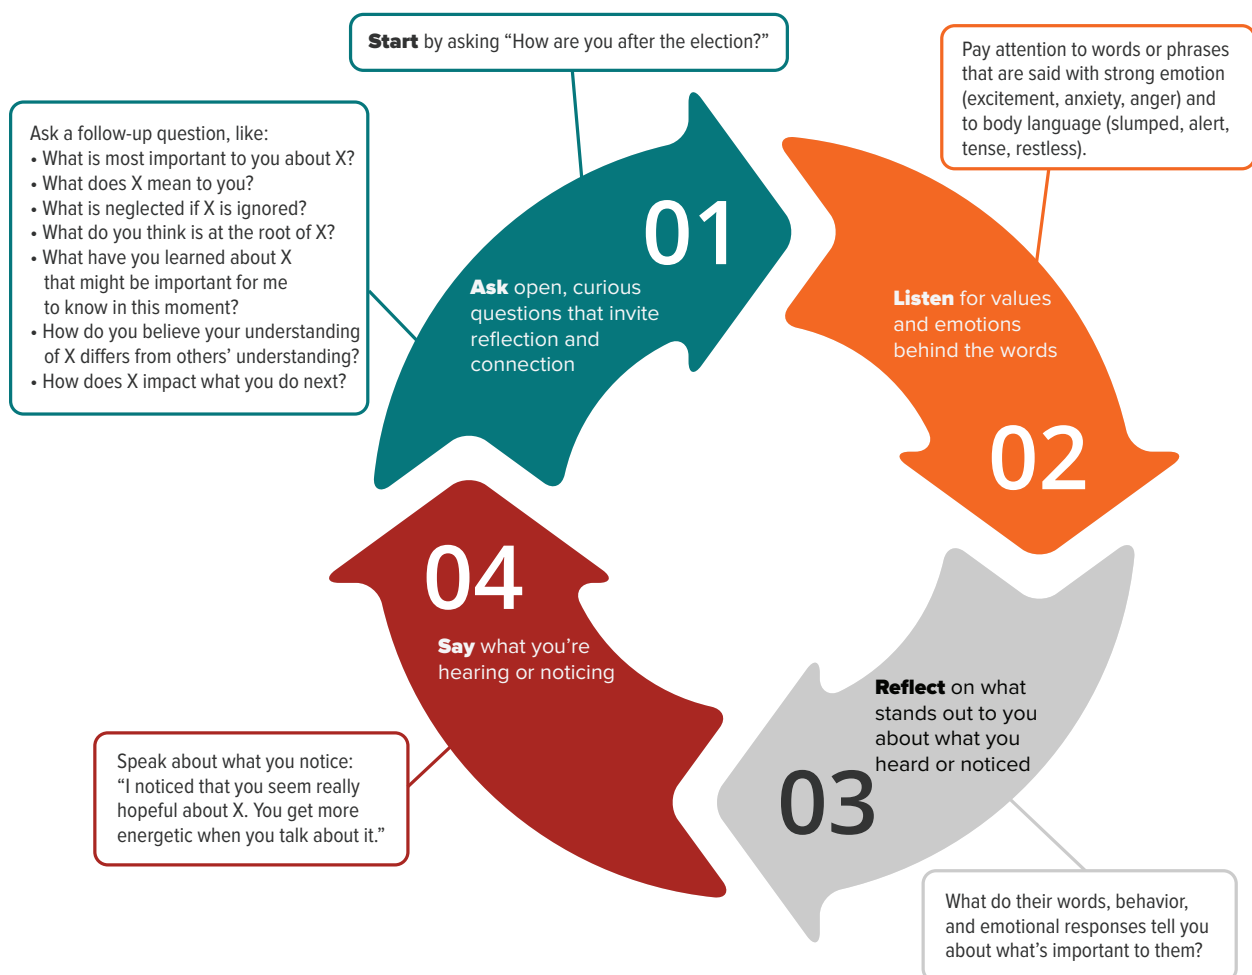 Start by asking “How are you after the election?”
Ask a follow-up question, like:
• What is most important to you about X?
• What does X mean to you?
• What is neglected if X is ignored?
• What do you think is at the root of X?
• What have you learned about X
that might be important for me
to know in this moment?
• How do you believe your understanding
of X differs from others’ understanding?
• How does X impact what you do next?
01
Ask open, curious
questions that invite
reflection and
connection
Pay attention to words or phrases
that are said with strong emotion
(excitement, anxiety, anger) and
to body language (slumped, alert,
tense, restless).
Listen for values
and emotions
behind the words
02
Reflect on what
stands out to you
about what you
heard or noticed
03
What do their words, behavior,
and emotional responses tell you
about what’s important to them?
04
Say what you’re
hearing or noticing
Speak about what you notice:
“I noticed that you seem really
hopeful about X. You get more
energetic when you talk about it.”